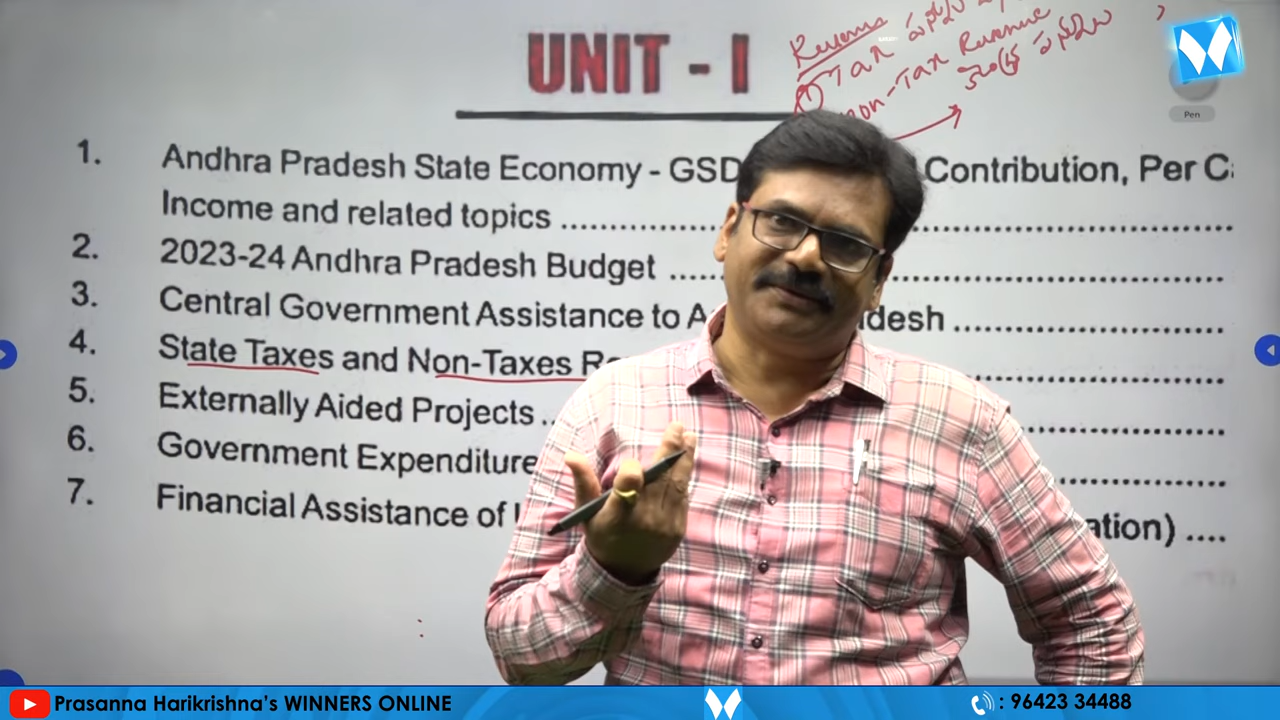 UNIT - I
Revenue
① Tax
Non-Tax Revenue
Pen
1. Andhra Pradesh State Economy - GSD Contribution, Per C
Income and related topics ..............................
2. 2023-24 Andhra Pradesh Budget ..............................
3. Central Government Assistance to A desh ..............................
4. State Taxes and Non-Taxes R ..............................
5. Externally Aided Projects ..............................
6. Government Expenditure ..............................
7. Financial Assistance of ation) ....
Prasanna Harikrishna's WINNERS ONLINE
: 96423 34488